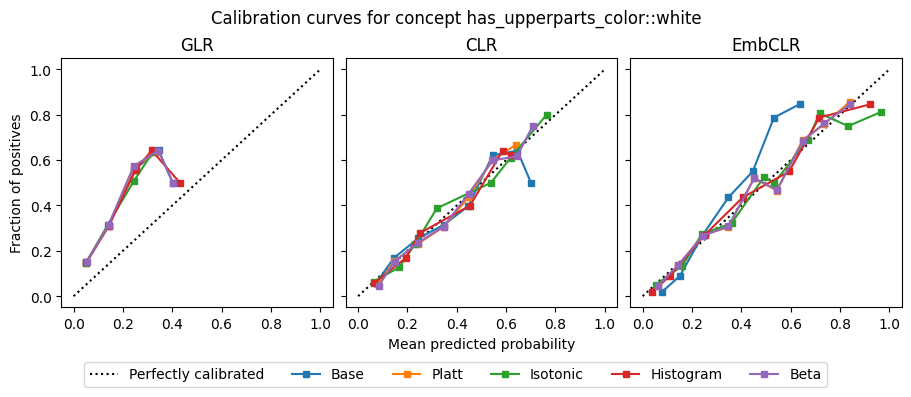 Calibration curves for concept has_upperparts_color::white
GLR
CLR
EmbCLR
Fraction of positives
1.0
0.8
0.6
0.4
0.2
0.0
0.0 0.2 0.4 0.6 0.8 1.0
0.0 0.2 0.4 0.6 0.8 1.0
0.0 0.2 0.4 0.6 0.8 1.0
Mean predicted probability
Perfectly calibrated Base Platt Isotonic Histogram Beta